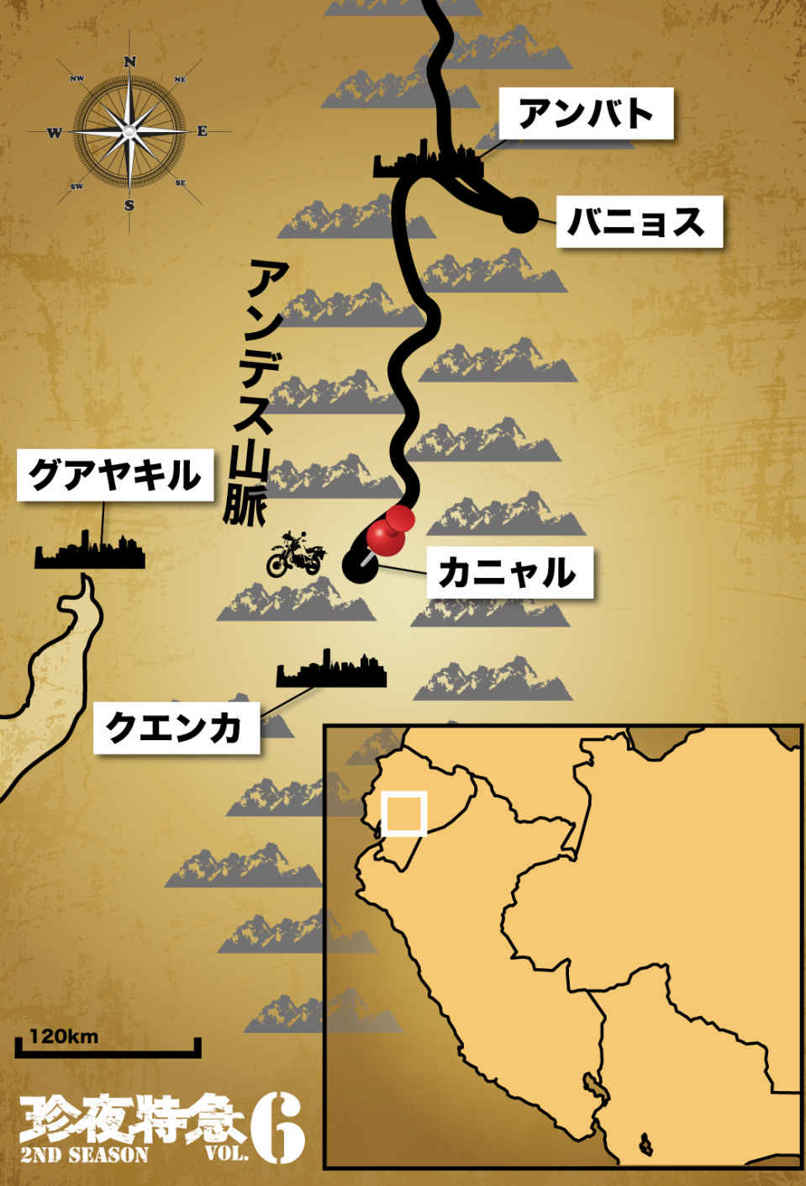 N
NW
NE
W
E
SW
SE
S
アンバト
バニョス
アンデス山脈
グアヤキル
カニャル
クエンカ
120km
珍夜特急6
2ND SEASON VOL.